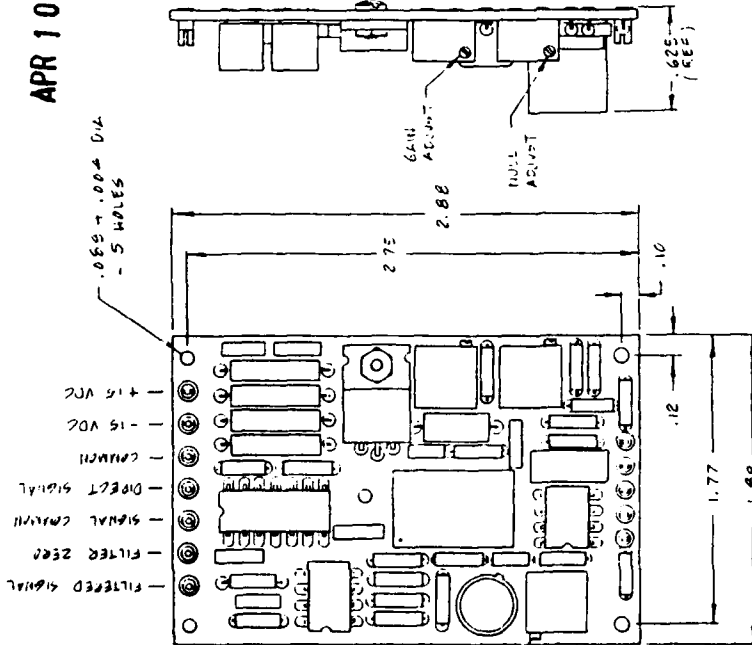 APR 10
.089 + .004 DIA
- 5 HOLES
GAIN
ADJUST
NULL
ADJUST
.625
(REF)
2.88
2.75
.10
.12
1.77
+15 VDC
-15 VDC
COMMON
DIRECT SIGNAL
SIGNAL COMMON
FILTER ZERO
FILTERED SIGNAL